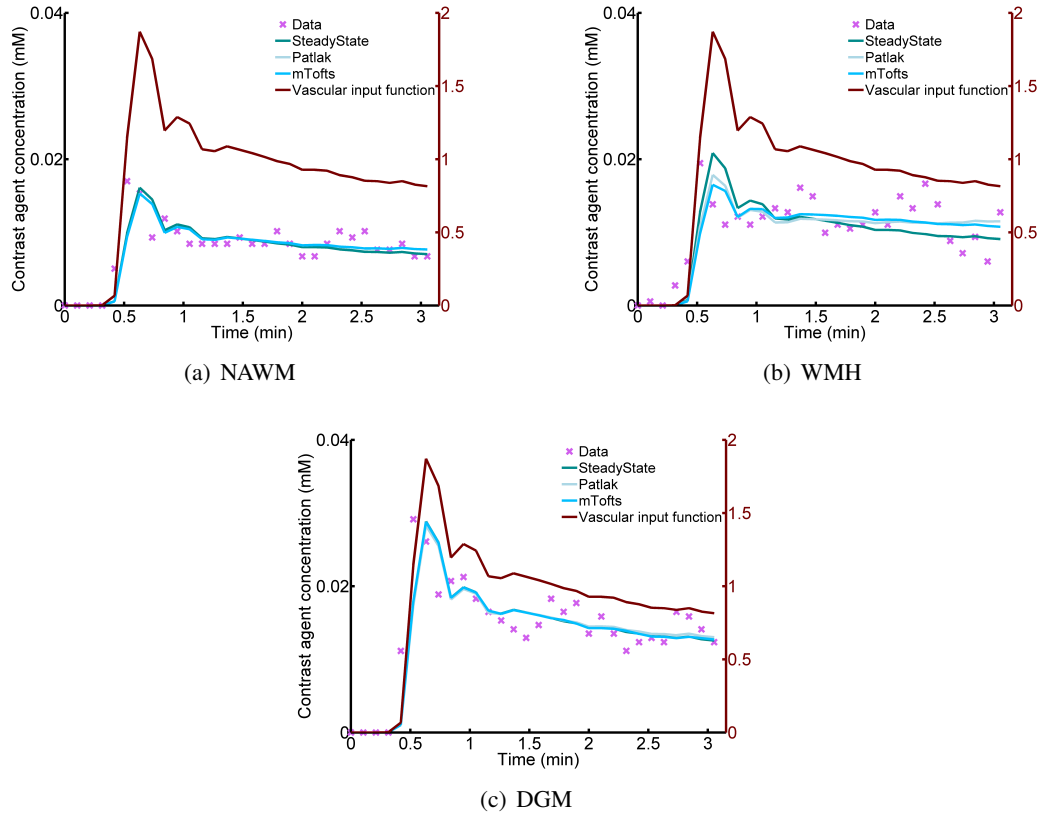 0.04
2
Data
SteadyState
Patlak
mTofts
Vascular input function
Contrast agent concentration (mM)
1.5
0.02
1
0.5
0
0
0
0.5
1
1.5
2
2.5
3
Time (min)
(a) NAWM
0.04
2
Data
SteadyState
Patlak
mTofts
Vascular input function
Contrast agent concentration (mM)
1.5
0.02
1
0.5
0
0
0
0.5
1
1.5
2
2.5
3
Time (min)
(b) WMH
0.04
2
Data
SteadyState
Patlak
mTofts
Vascular input function
Contrast agent concentration (mM)
1.5
0.02
1
0.5
0
0
0
0.5
1
1.5
2
2.5
3
Time (min)
(c) DGM